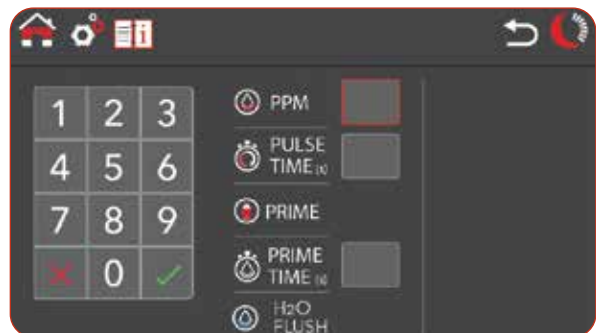 i
1 2 3
4 5 6
7 8 9
0
PPM
PULSE
TIME (s)
PRIME
PRIME
TIME (s)
H2O
FLUSH